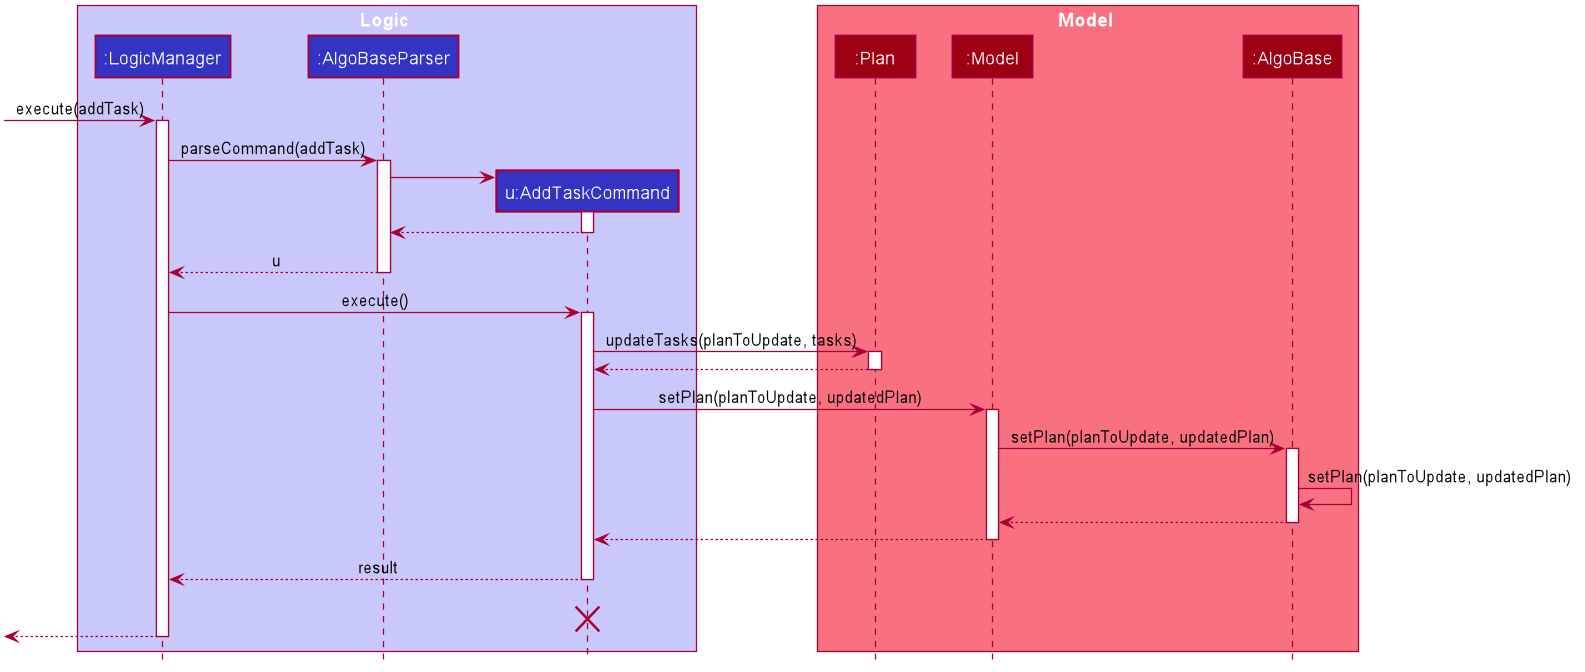 Logic
Model
:LogicManager
:AlgoBaseParser
:Plan
:Model
:AlgoBase
execute(addTask)
parseCommand(addTask)
u:AddTaskCommand
u
execute()
updateTasks(planToUpdate, tasks)
setPlan(planToUpdate, updatedPlan)
setPlan(planToUpdate, updatedPlan)
setPlan(planToUpdate, updatedPlan)
result